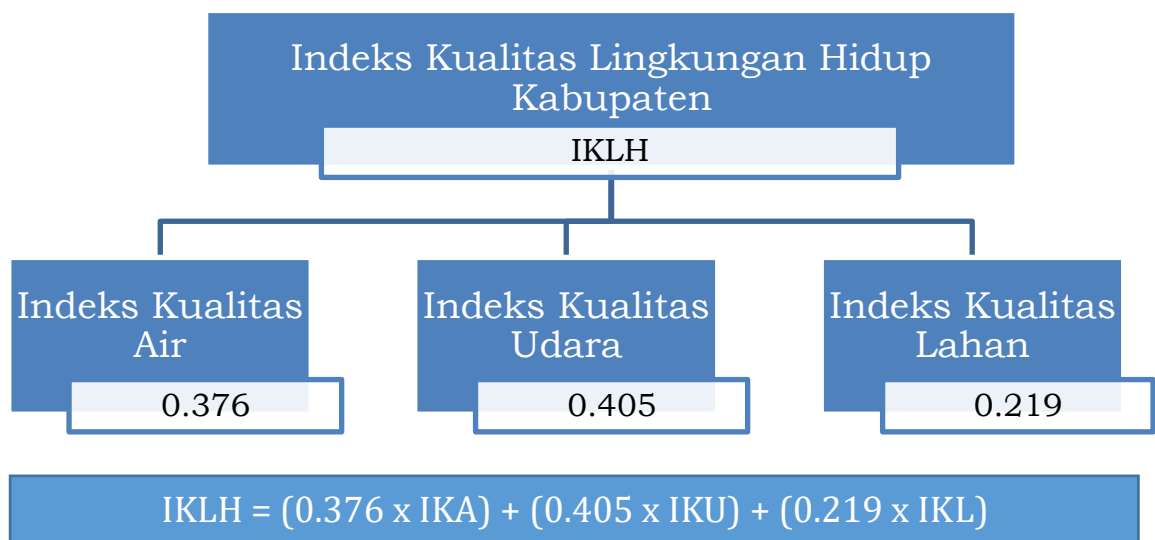 Indeks Kualitas Lingkungan Hidup
Kabupaten
IKLH
Indeks Kualitas
Air
0.376
Indeks Kualitas
Udara
0.405
Indeks Kualitas
Lahan
0.219
IKLH = (0.376 x IKA) + (0.405 x IKU) + (0.219 x IKL)